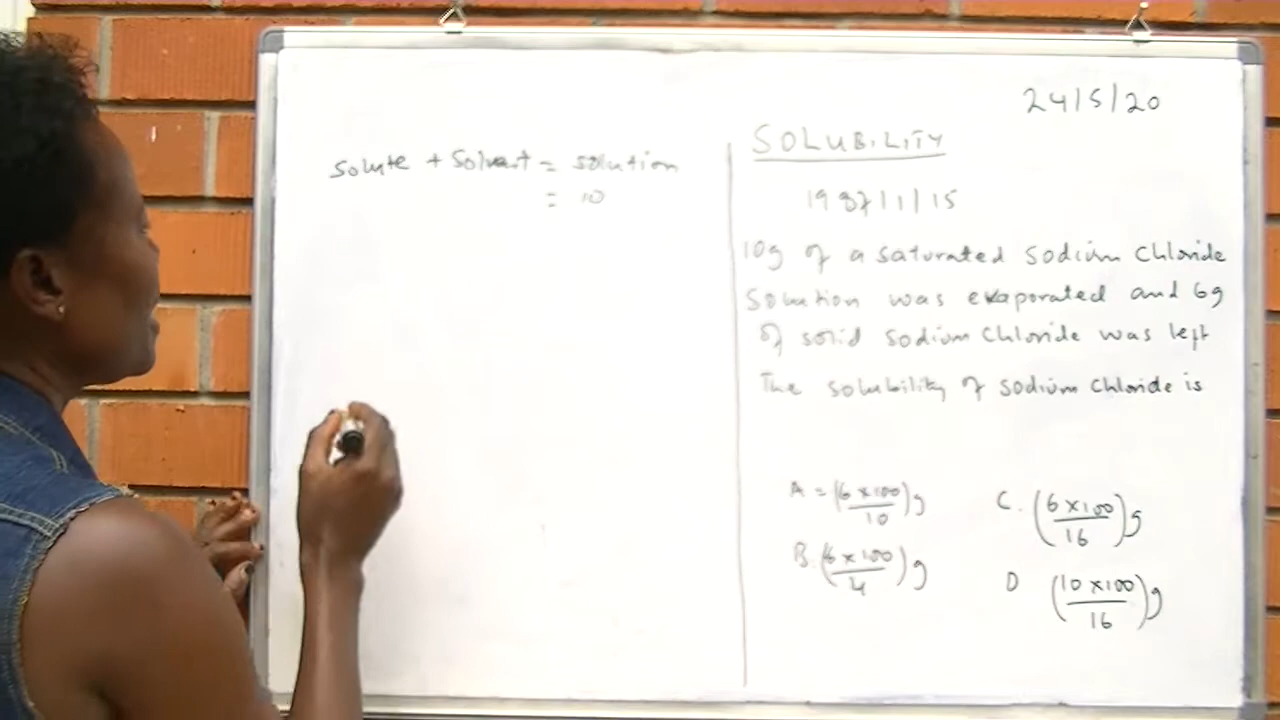 24/5/20
Solute + Solvent = solution
= 10
SOLUBILITY
1987/1/15
10g of a saturated sodium chloride
solution was evaporated and 6g
of solid sodium chloride was left
The solubility of sodium chloride is
A = (6 x 100 / 10) g
B. (6 x 100 / 4) g
C. (6 x 100 / 16) g
D (10 x 100 / 16) g